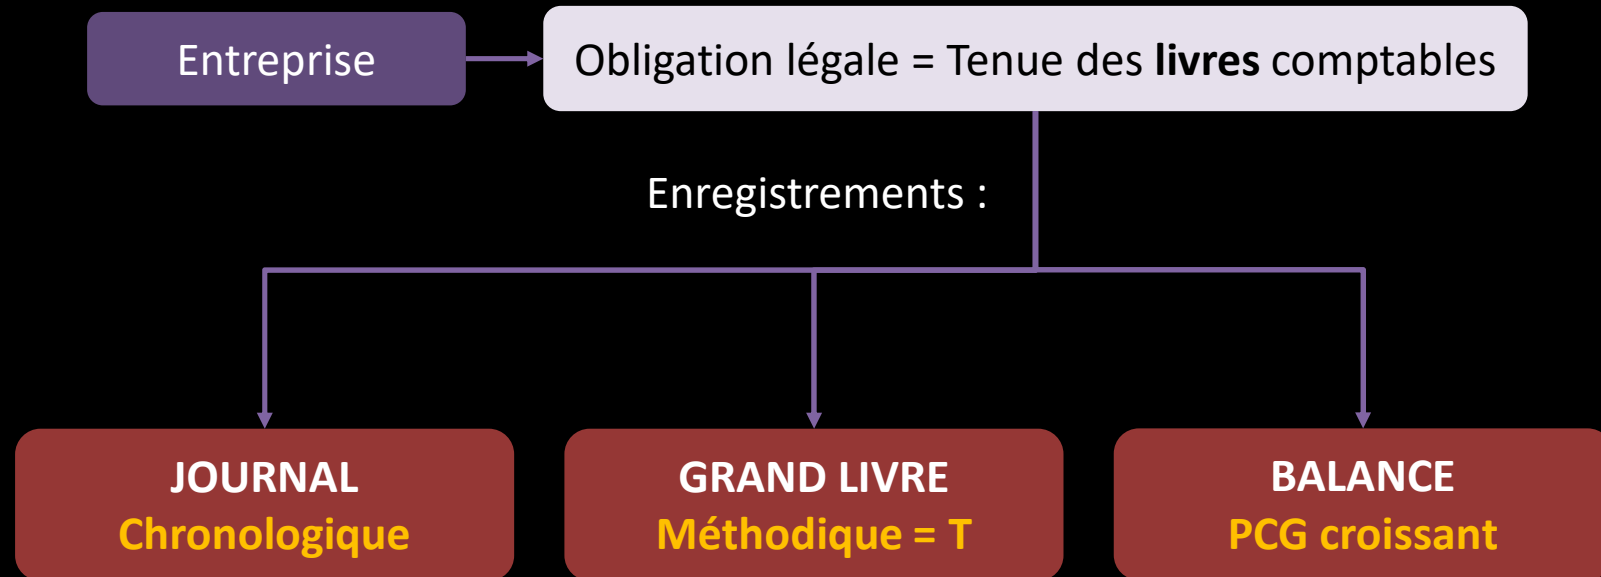 Entreprise
Obligation légale = Tenue des livres comptables
Enregistrements :
JOURNAL
Chronologique
GRAND LIVRE
Méthodique = T
BALANCE
PCG croissant